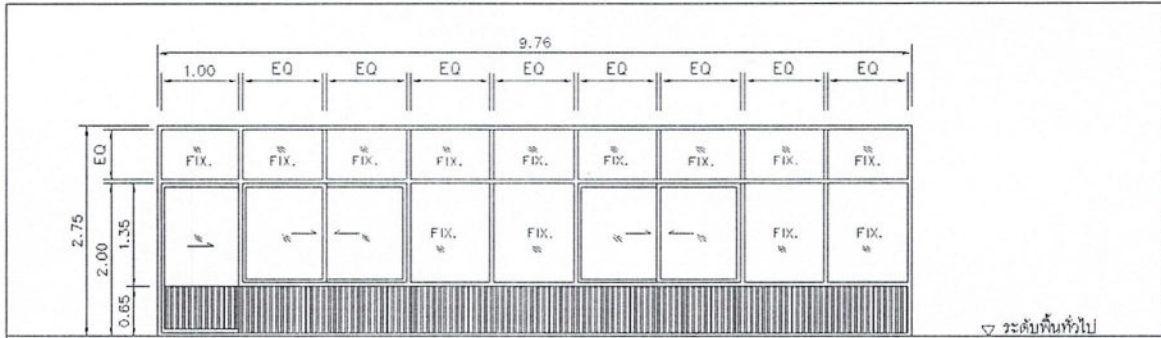 9.76
1.00 EQ EQ EQ EQ EQ EQ EQ EQ
EQ
FIX. FIX. FIX. FIX. FIX. FIX. FIX. FIX. FIX.
2.75
2.00
1.35
FIX. FIX. FIX. FIX.
0.65
ระดับพื้นทั่วไป